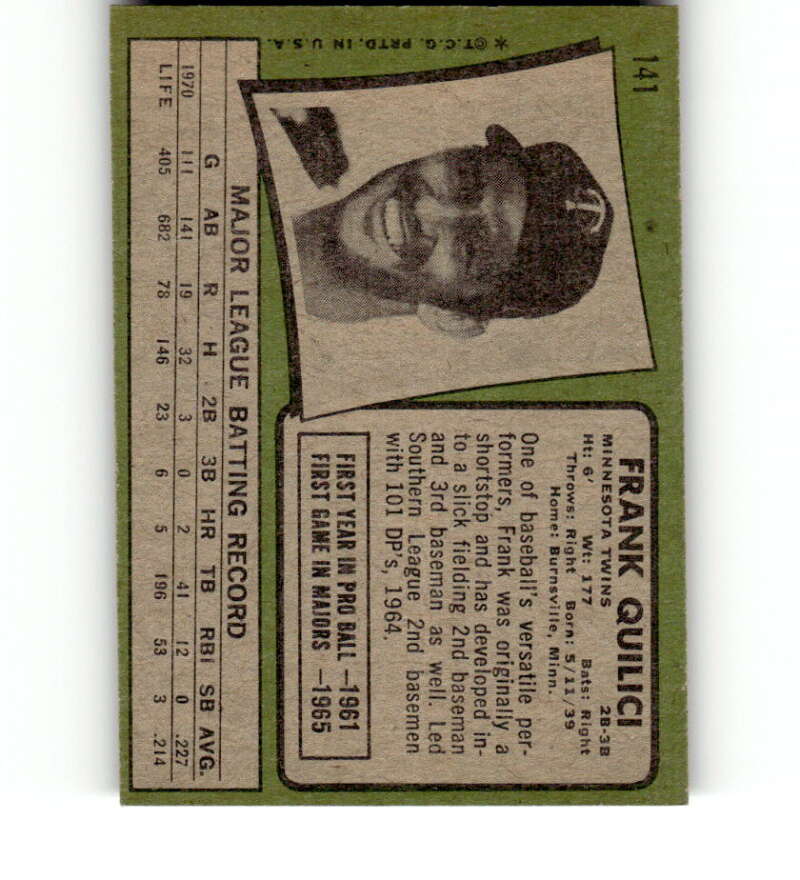 141
FRANK QUILICI
MINNESOTA TWINS 2B-3B
Ht: 6' Wt: 177 Bats: Right
Throws: Right Born: 5/11/39
Home: Burnsville, Minn.
One of baseball's versatile per-
formers, Frank was originally a
shortstop and has developed in-
to a slick fielding 2nd baseman
and 3rd baseman as well. Led
Southern League 2nd basemen
with 101 DP's, 1964.
FIRST YEAR IN PRO BALL —1961
FIRST GAME IN MAJORS —1965
T
MAJOR LEAGUE BATTING RECORD
G AB R H 2B 3B HR TB RBI SB AVG.
1970 111 141 19 32 3 0 2 41 12 0 .227
LIFE 405 682 78 146 23 6 5 196 53 3 .214
*©T.C.G. PRTD. IN U.S.A.